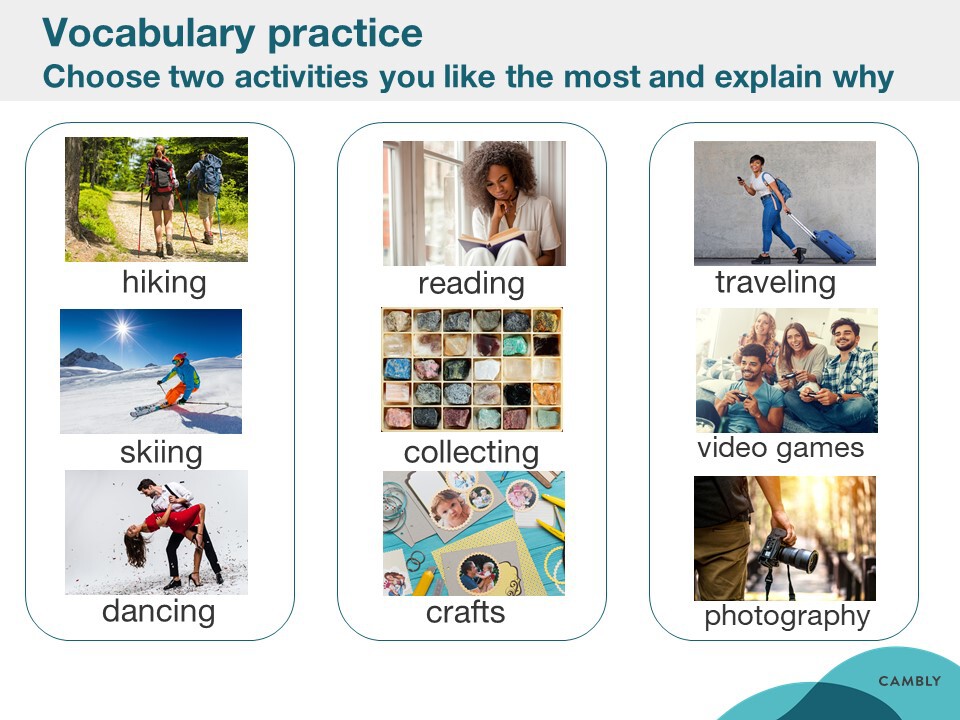 Vocabulary practice
Choose two activities you like the most and explain why
hiking
skiing
dancing
reading
collecting
crafts
traveling
video games
photography
CAMBLY